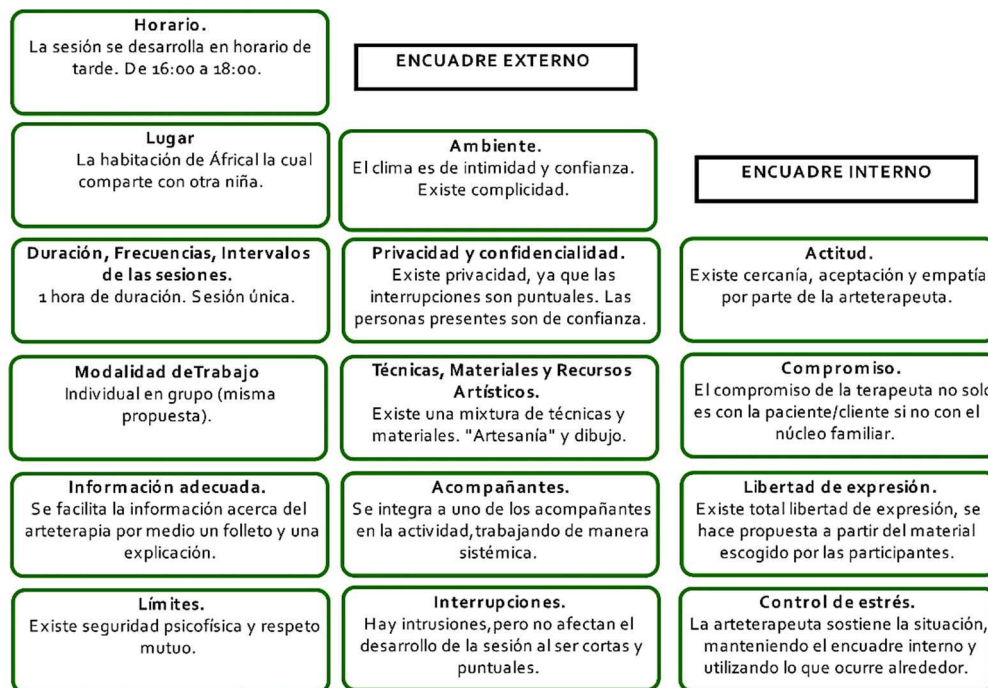 Horario.
La sesión se desarrolla en horario de
tarde. De 16:00 a 18:00.
Lugar
La habitación de Áfrical la cual
comparte con otra niña.
Duración, Frecuencias, Intervalos
de las sesiones.
1 hora de duración. Sesión única.
Modalidad deTrabajo
Individual en grupo (misma
propuesta).
Información adecuada.
Se facilita la información acerca del
arteterapia por medio un folleto y una
explicación.
Límites.
Existe seguridad psicofísica y respeto
mutuo.
ENCUADRE EXTERNO
Ambiente.
El clima es de intimidad y confianza.
Existe complicidad.
Privacidad y confidencialidad.
Existe privacidad, ya que las
interrupciones son puntuales. Las
personas presentes son de confianza.
Técnicas, Materiales y Recursos
Artísticos.
Existe una mixtura de técnicas y
materiales. "Artesanía" y dibujo.
Acompañantes.
Se integra a uno de los acompañantes
en la actividad, trabajando de manera
sistémica.
Interrupciones.
Hay intrusiones, pero no afectan el
desarrollo de la sesión al ser cortas y
puntuales.
ENCUADRE INTERNO
Actitud.
Existe cercanía, aceptación y empatía
por parte de la arteterapeuta.
Compromiso.
El compromiso de la terapeuta no solo
es con la paciente/cliente si no con el
núcleo familiar.
Libertad de expresión.
Existe total libertad de expresión, se
hace propuesta a partir del material
escogido por las participantes.
Control de estrés.
La arteterapeuta sostiene la situación,
manteniendo el encuadre interno y
utilizando lo que ocurre alrédedor.